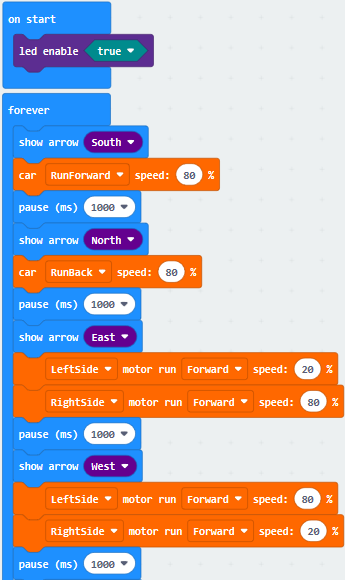 on start
led enable true
forever
show arrow South
car RunForward speed: 80 %
pause (ms) 1000
show arrow North
car RunBack speed: 80 %
pause (ms) 1000
show arrow East
LeftSide motor run Forward speed: 20 %
RightSide motor run Forward speed: 80 %
pause (ms) 1000
show arrow West
LeftSide motor run Forward speed: 80 %
RightSide motor run Forward speed: 20 %
pause (ms) 1000